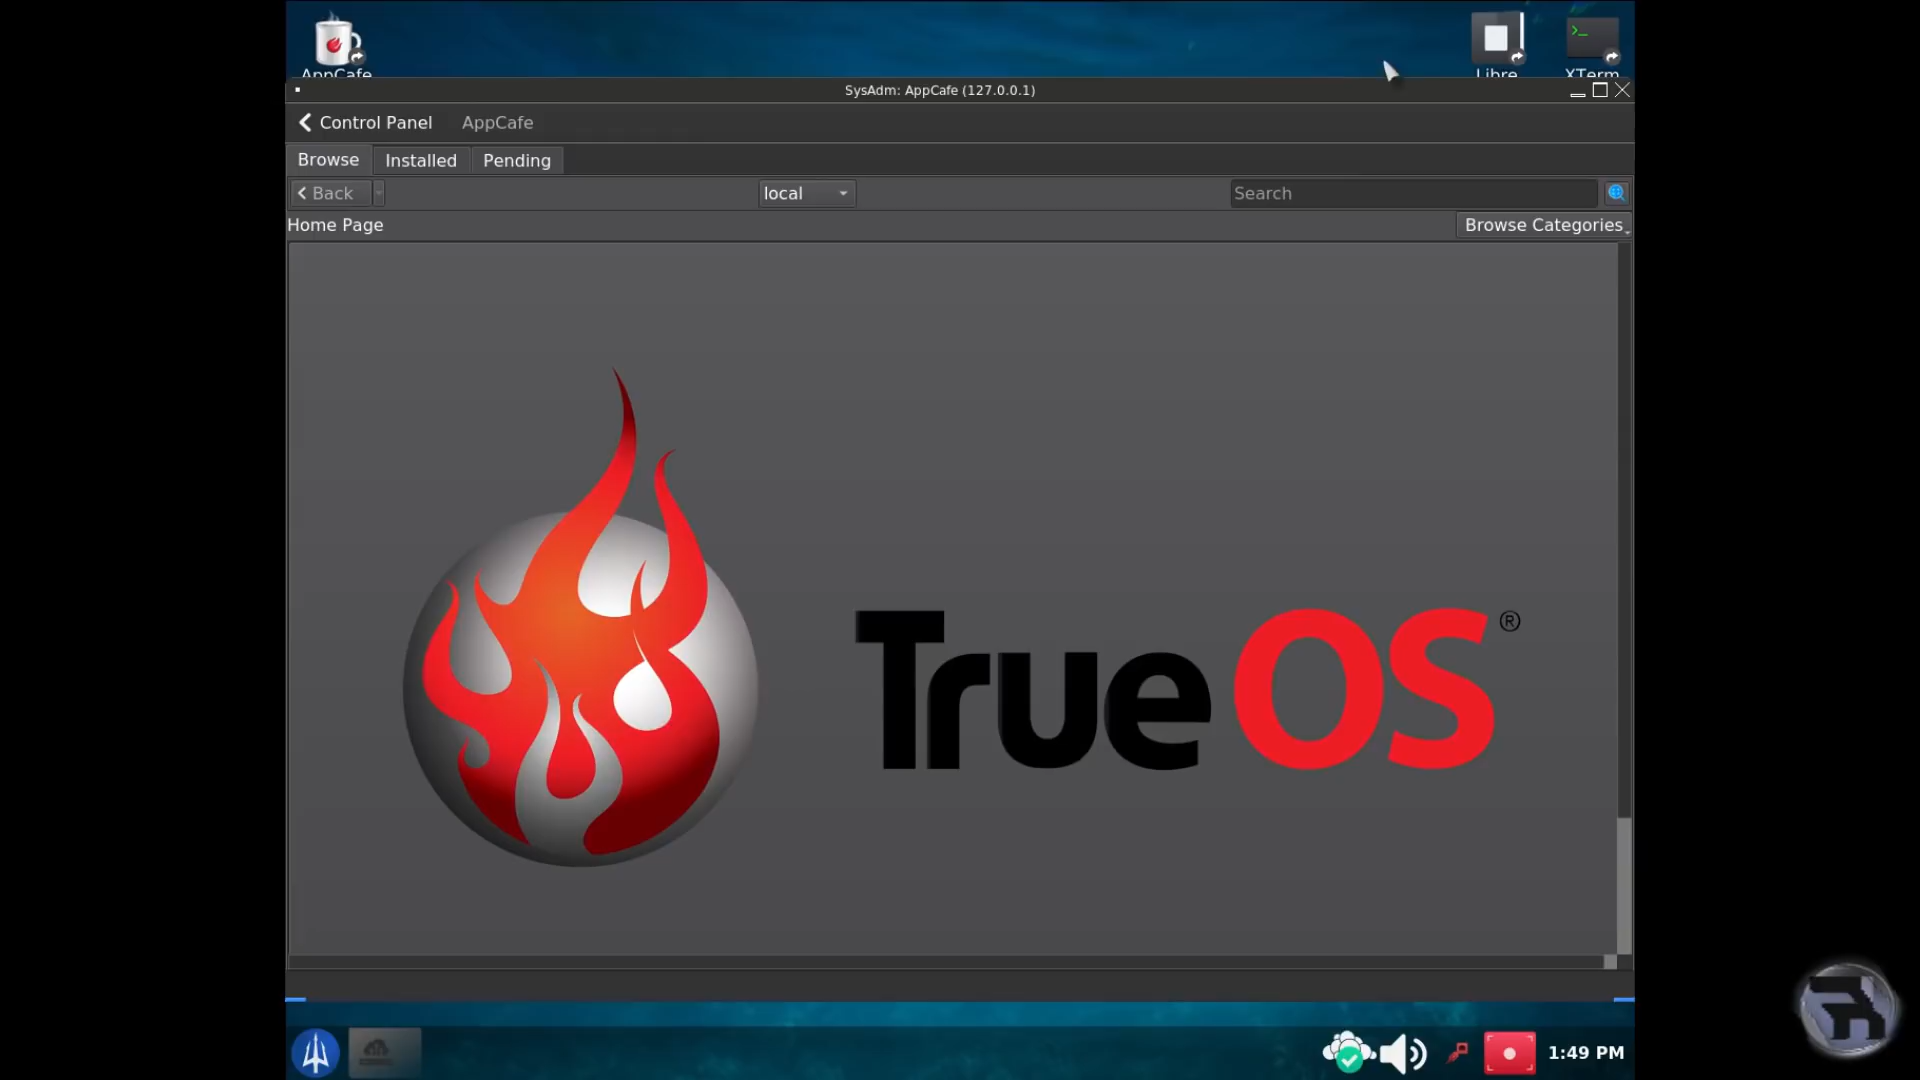 AppCafe
Libre
XTerm
SysAdm: AppCafe (127.0.0.1)
Control Panel
AppCafe
Browse
Installed
Pending
Back
local
Search
Home Page
Browse Categories
>_
TrueOS®
1:49 PM